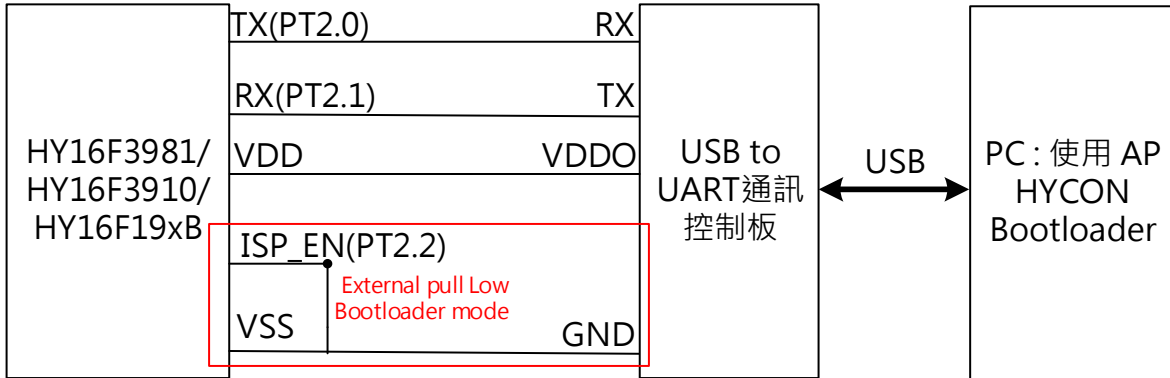 TX(PT2.0) RX
RX(PT2.1) TX
HY16F3981/
HY16F3910/
HY16F19xB
VDD VDDO
ISP_EN(PT2.2)
External pull Low
Bootloader mode
VSS GND
USB to
UART通訊
控制板
USB
PC : 使用 AP
HYCON
Bootloader